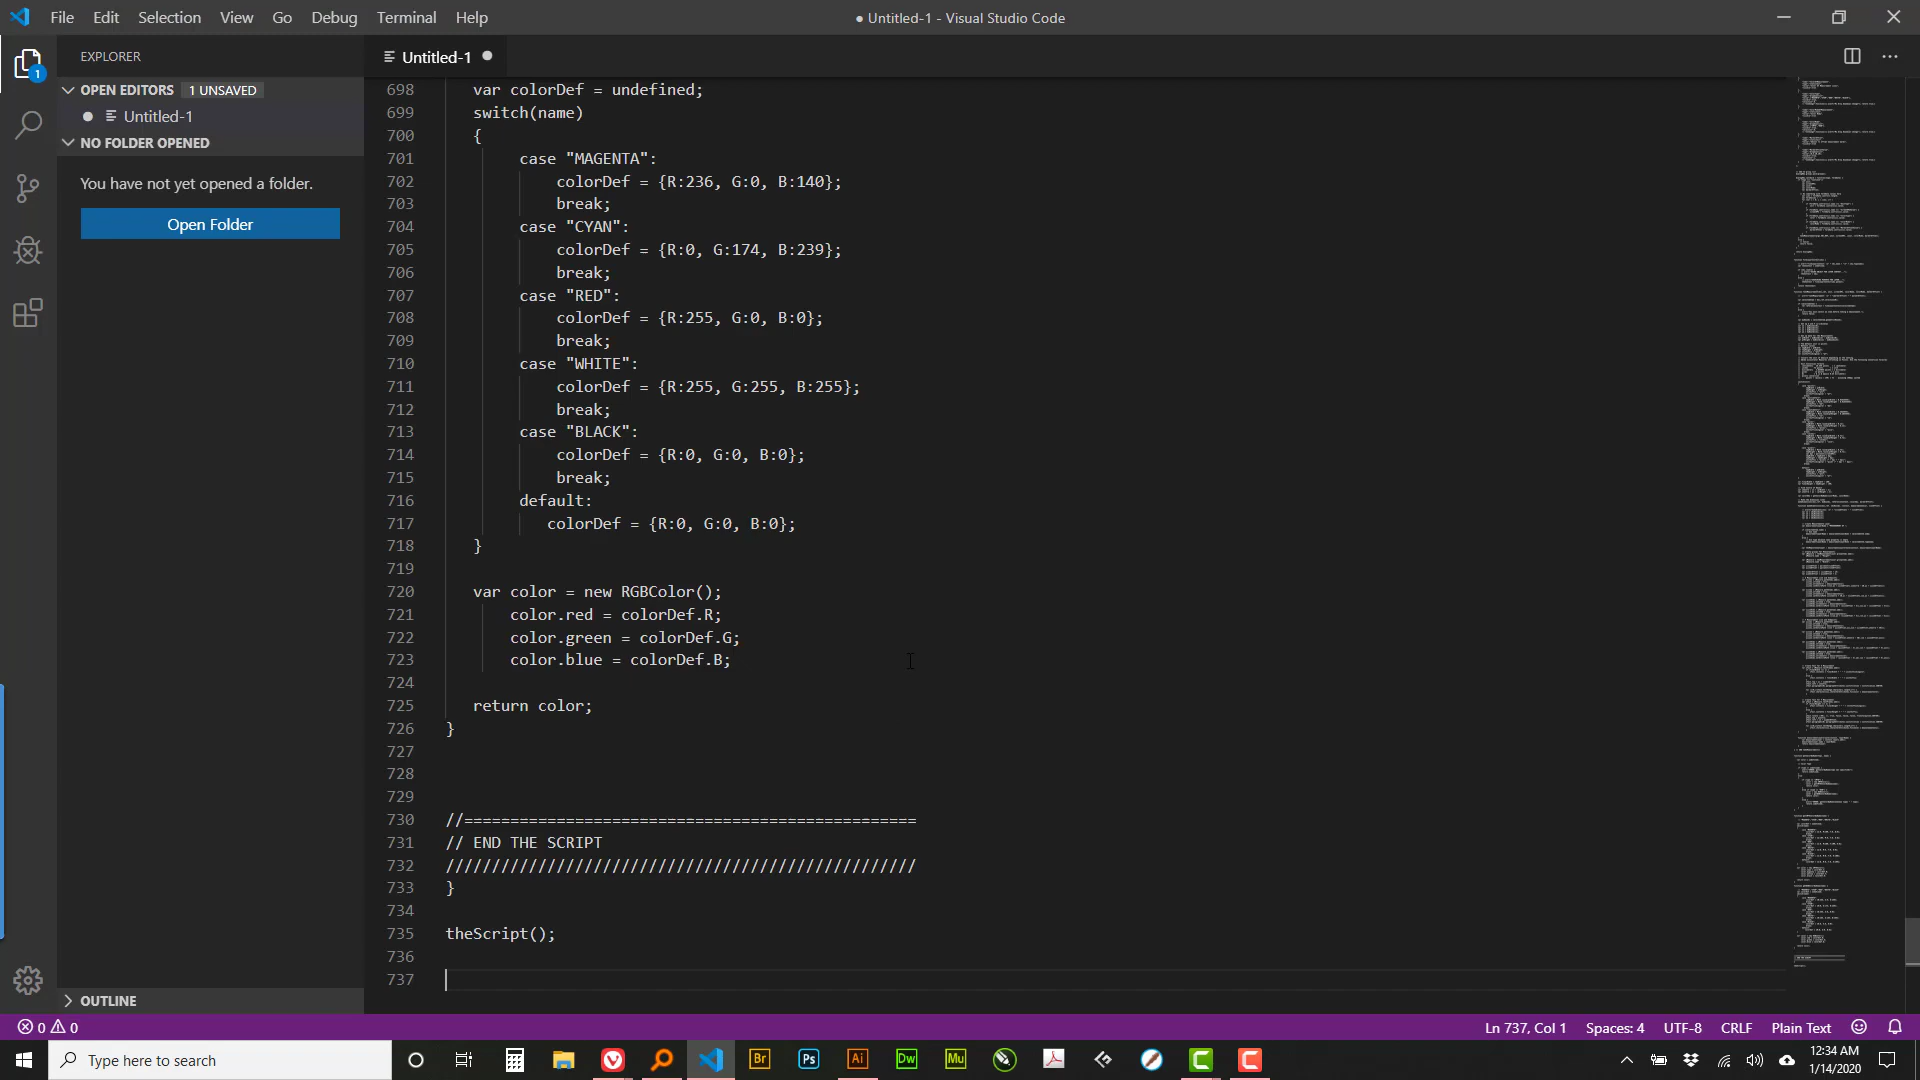 File Edit Selection View Go Debug Terminal Help
● Untitled-1 - Visual Studio Code
EXPLORER
OPEN EDITORS 1 UNSAVED
Untitled-1
NO FOLDER OPENED
You have not yet opened a folder.
Open Folder
OUTLINE
1
Untitled-1
698 var colorDef = undefined;
699 switch(name)
700 {
701 case "MAGENTA":
702 colorDef = {R:236, G:0, B:140};
703 break;
704 case "CYAN":
705 colorDef = {R:0, G:174, B:239};
706 break;
707 case "RED":
708 colorDef = {R:255, G:0, B:0};
709 break;
710 case "WHITE":
711 colorDef = {R:255, G:255, B:255};
712 break;
713 case "BLACK":
714 colorDef = {R:0, G:0, B:0};
715 break;
716 default:
717 colorDef = {R:0, G:0, B:0};
718 }
719
720 var color = new RGBColor();
721 color.red = colorDef.R;
722 color.green = colorDef.G;
723 color.blue = colorDef.B;
724
725 return color;
726 }
727
728
729
730 //=================================================
731 // END THE SCRIPT
732 ///////////////////////////////////////////////////
733 }
734
735 theScript();
736
737
0 0
Ln 737, Col 1 Spaces: 4 UTF-8 CRLF Plain Text
Type here to search
Br Ps Ai Dw Mu
12:34 AM
1/14/2020